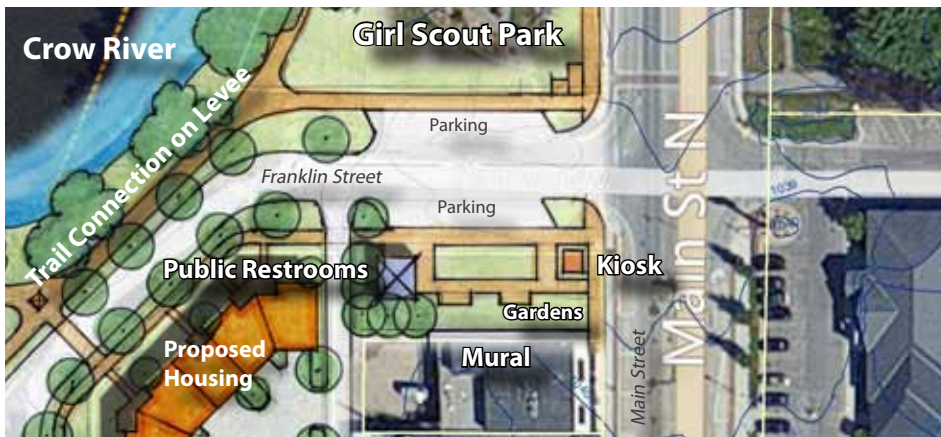 Crow River
Girl Scout Park
Trail Connection on Levee
Parking
Franklin Street
Parking
Main St N
1039
Public Restrooms
Kiosk
Gardens
Proposed
Housing
Mural
Main Street